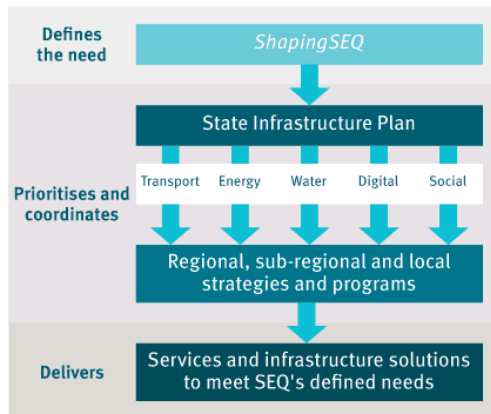 Defines
the need
ShapingSEQ
State Infrastructure Plan
Transport Energy Water Digital Social
Prioritises and
coordinates
Regional, sub-regional and local
strategies and programs
Delivers
Services and infrastructure solutions
to meet SEQ's defined needs